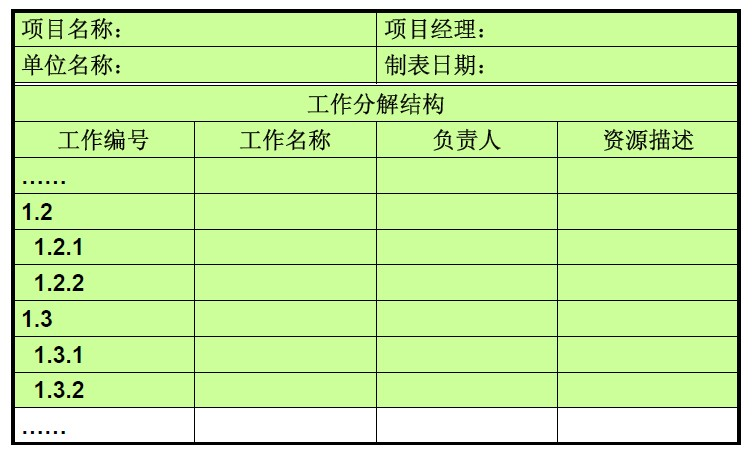 项目名称: 项目经理:
单位名称: 制表日期:
工作分解结构
工作编号 工作名称 负责人 资源描述
……
1.2
1.2.1
1.2.2
1.3
1.3.1
1.3.2
……